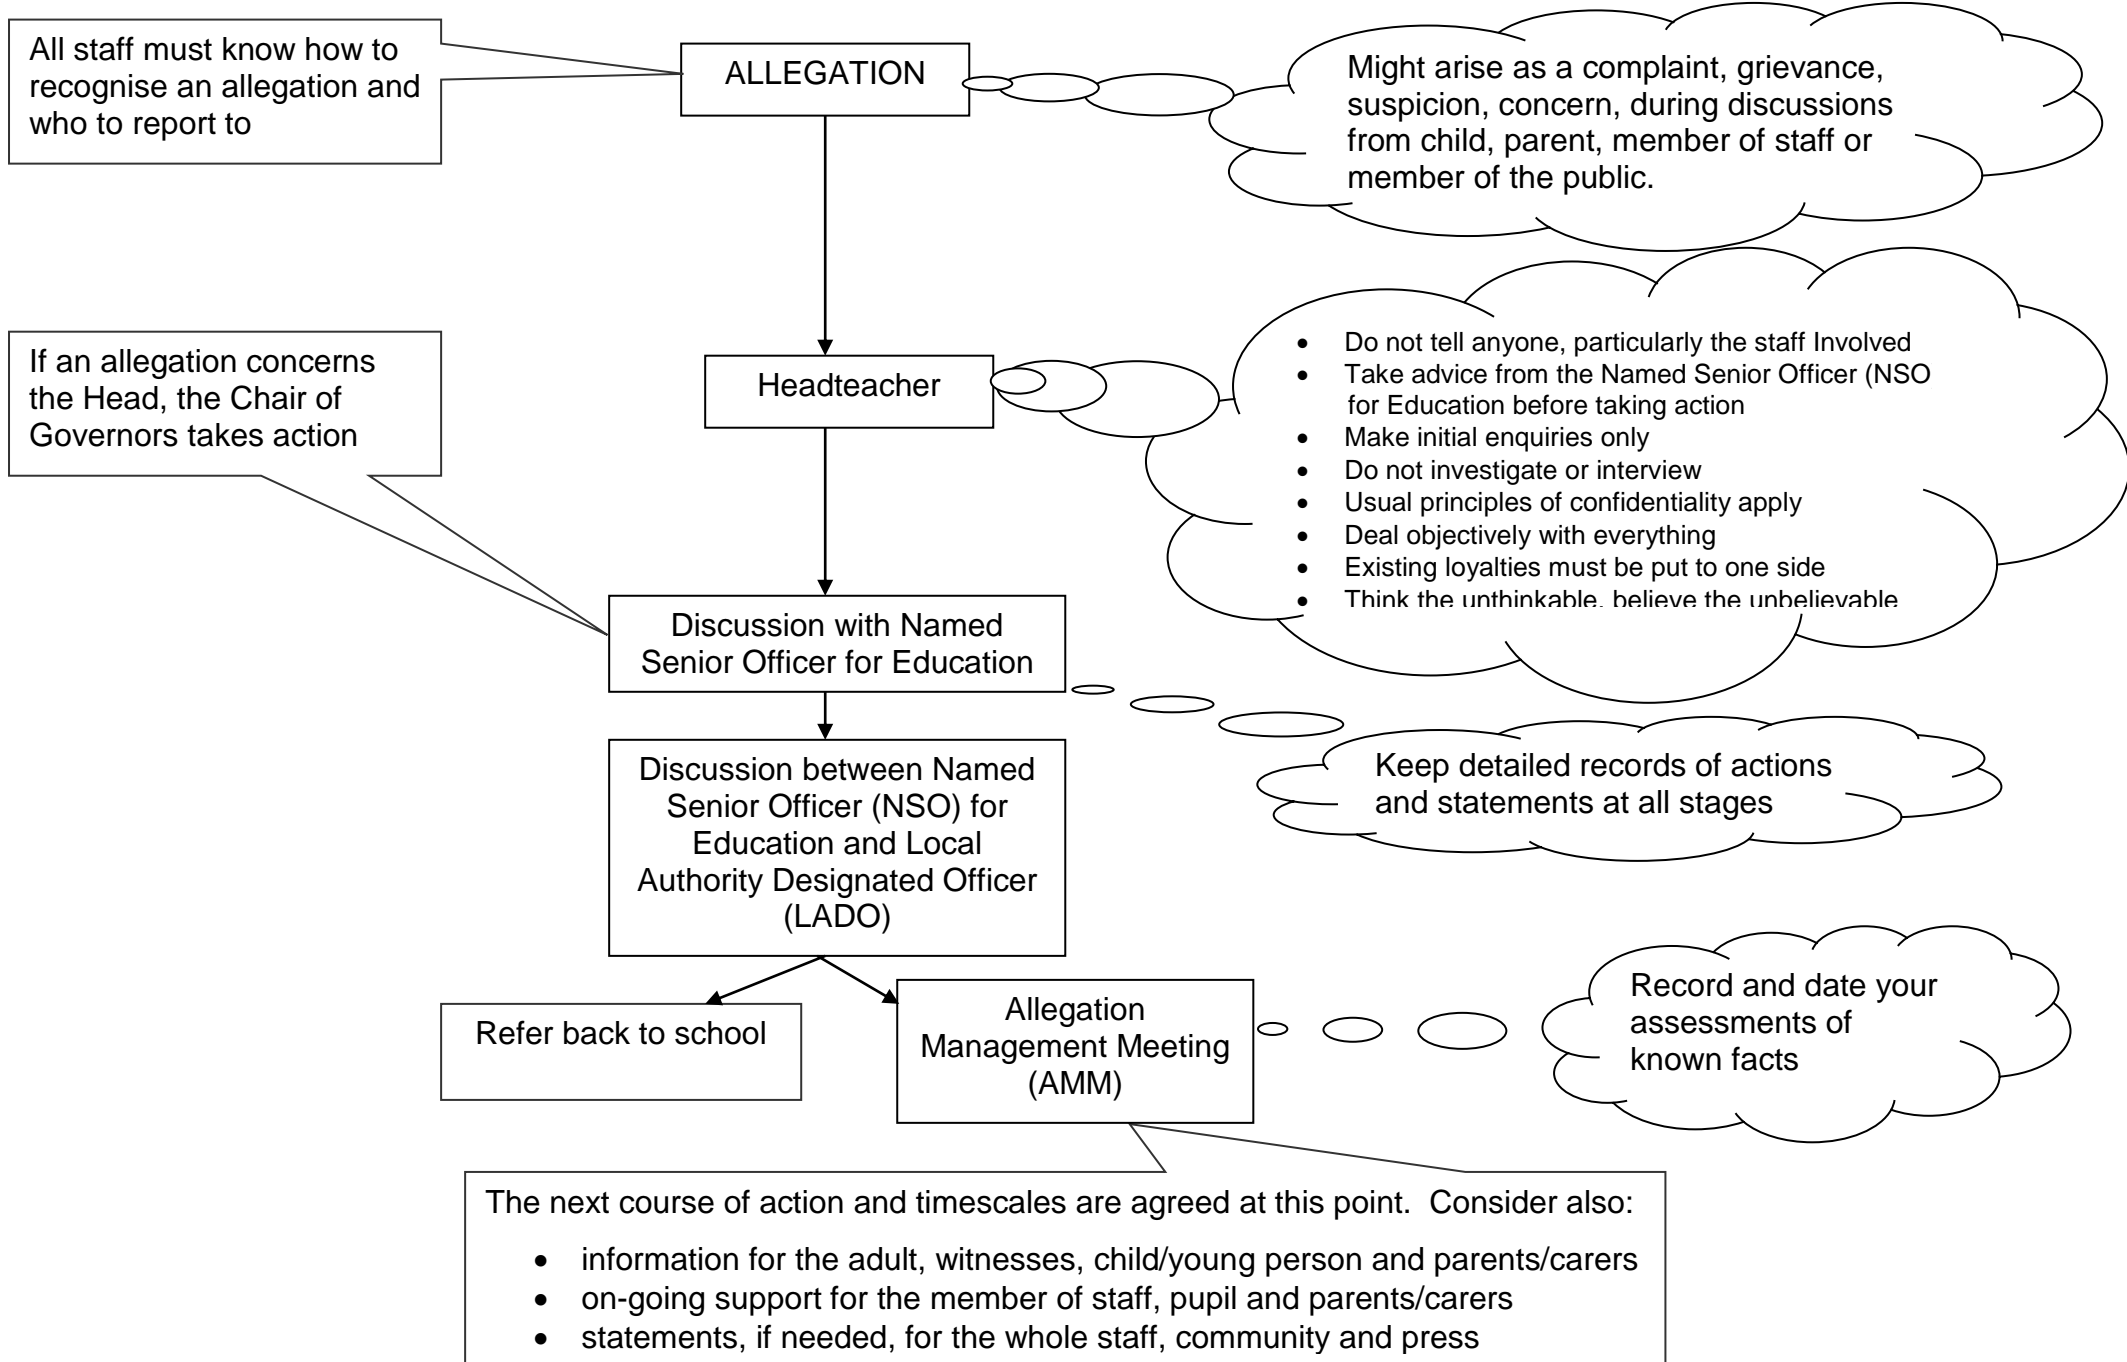 All staff must know how to
recognise an allegation and
who to report to
ALLEGATION
Might arise as a complaint, grievance,
suspicion, concern, during discussions
from child, parent, member of staff or
member of the public.
If an allegation concerns
the Head, the Chair of
Governors takes action
Headteacher
• Do not tell anyone, particularly the staff Involved
• Take advice from the Named Senior Officer (NSO
for Education before taking action
• Make initial enquiries only
• Do not investigate or interview
• Usual principles of confidentiality apply
• Deal objectively with everything
• Existing loyalties must be put to one side
• Think the unthinkable, believe the unbelievable
Discussion with Named
Senior Officer for Education
Keep detailed records of actions
and statements at all stages
Discussion between Named
Senior Officer (NSO) for
Education and Local
Authority Designated Officer
(LADO)
Refer back to school
Allegation
Management Meeting
(AMM)
Record and date your
assessments of
known facts
The next course of action and timescales are agreed at this point.  Consider also:
• information for the adult, witnesses, child/young person and parents/carers
• on-going support for the member of staff, pupil and parents/carers
• statements, if needed, for the whole staff, community and press